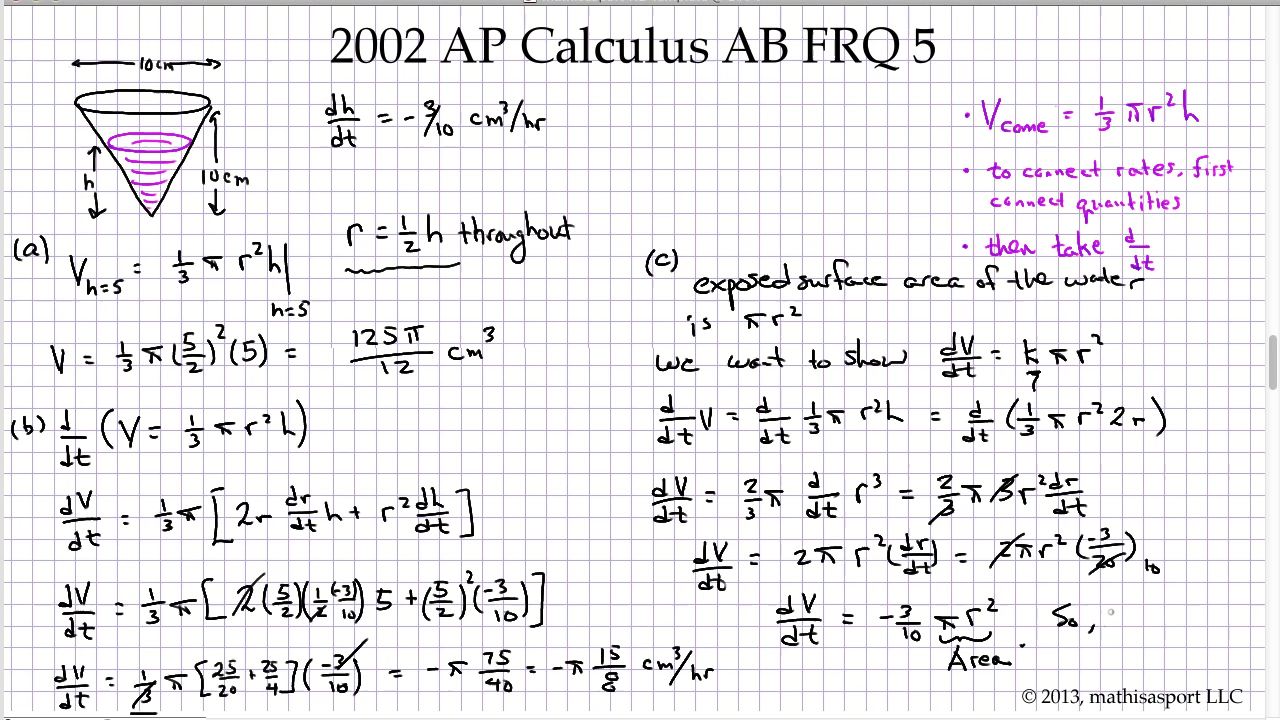 2002 AP Calculus AB FRQ 5
10cm
h
10cm
dh/dt = -3/10 cm³/hr
r = 1/2 h throughout
• V_cone = 1/3 πr²h
• to connect rates, first
connect quantities
• then take d/dt
(a) V_h=5 = 1/3 π r²h |_h=5
V = 1/3 π(5/2)²(5) = 125π/12 cm³
(b) d/dt (V = 1/3 π r²h)
dV/dt = 1/3 π [2r dr/dt h + r² dh/dt]
dV/dt = 1/3 π [2(5/2)(1/2 (-3/10)) 5 + (5/2)²(-3/10)]
dV/dt = 1/3 π [25/20 + 25/4](-3/10) = -π 75/40 = -π 15/8 cm³/hr
(c) exposed surface area of the water
is πr²
we want to show dV/dt = k πr²
?
d/dt V = d/dt 1/3 π r²h = d/dt (1/3 π r² 2r)
dV/dt = 2/3 π d/dt r³ = 2/3 π 3r² dr/dt
dV/dt = 2π r² (dr/dt) = 2πr² (-3/20) 10
dV/dt = -3/10 πr². So,
Area
© 2013, mathisasport LLC